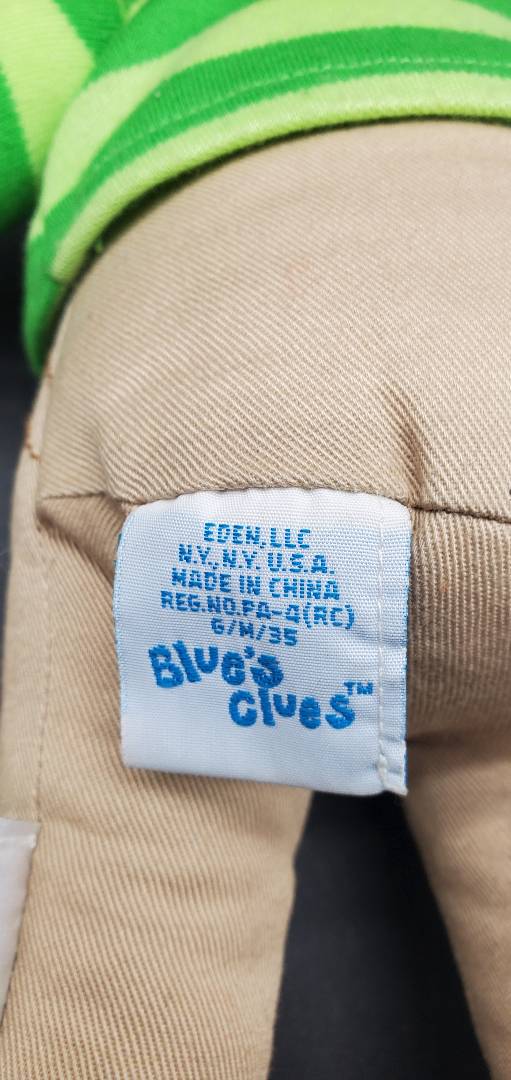 EDEN, LLC
N.Y., N.Y. U.S.A.
MADE IN CHINA
REG.NO.PA-4(RC)
G/M/35
Blue's
Clues™